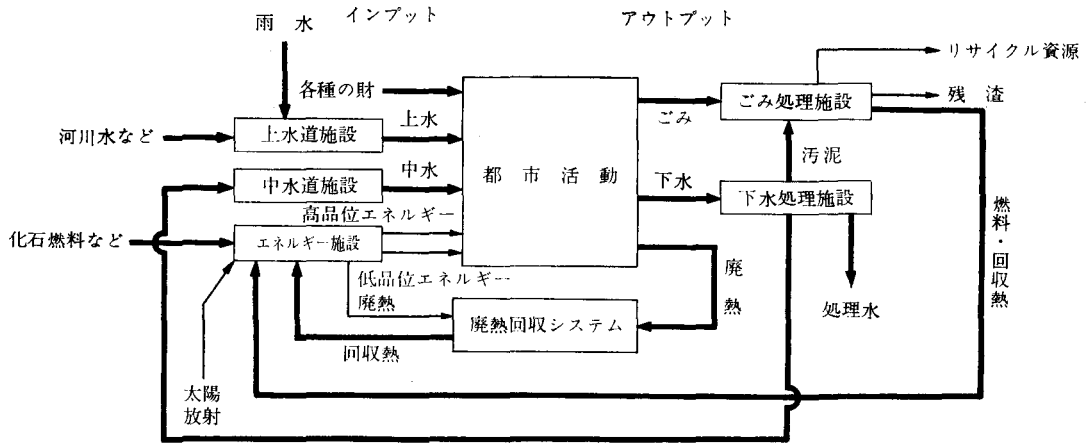 インプット
アウトプット
雨 水
リサイクル資源
各種の財
ごみ処理施設
残 渣
ごみ
河川水など
上水道施設
上水
汚泥
中水道施設
中水
都市活動
下水
下水処理施設
高品位エネルギー
化石燃料など
エネルギー施設
低品位エネルギー
廃熱
廃熱
燃料・回収熱
処理水
廃熱回収システム
回収熱
太陽
放射